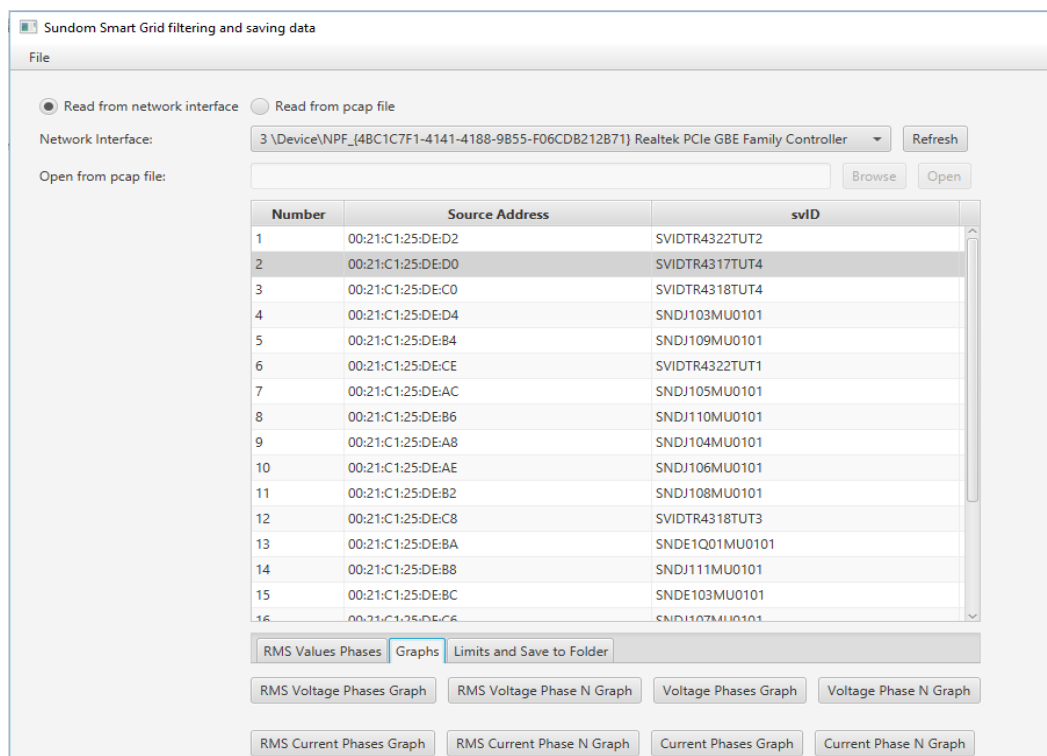 Sundom Smart Grid filtering and saving data
File
Read from network interface Read from pcap file
Network Interface: 3 \Device\NPF_{4BC1C7F1-4141-4188-9B55-F06CDB212B71} Realtek PCIe GBE Family Controller Refresh
Open from pcap file: Browse Open
Number Source Address svID
1 00:21:C1:25:DE:D2 SVIDTR4322TUT2
2 00:21:C1:25:DE:D0 SVIDTR4317TUT4
3 00:21:C1:25:DE:C0 SVIDTR4318TUT4
4 00:21:C1:25:DE:D4 SNDJ103MU0101
5 00:21:C1:25:DE:B4 SNDJ109MU0101
6 00:21:C1:25:DE:CE SVIDTR4322TUT1
7 00:21:C1:25:DE:AC SNDJ105MU0101
8 00:21:C1:25:DE:B6 SNDJ110MU0101
9 00:21:C1:25:DE:A8 SNDJ104MU0101
10 00:21:C1:25:DE:AE SNDJ106MU0101
11 00:21:C1:25:DE:B2 SNDJ108MU0101
12 00:21:C1:25:DE:C8 SVIDTR4318TUT3
13 00:21:C1:25:DE:BA SNDE1Q01MU0101
14 00:21:C1:25:DE:B8 SNDJ111MU0101
15 00:21:C1:25:DE:BC SNDE103MU0101
16 00:21:C1:25:DE:C6 SNDJ107MU0101
RMS Values Phases Graphs Limits and Save to Folder
RMS Voltage Phases Graph RMS Voltage Phase N Graph Voltage Phases Graph Voltage Phase N Graph
RMS Current Phases Graph RMS Current Phase N Graph Current Phases Graph Current Phase N Graph